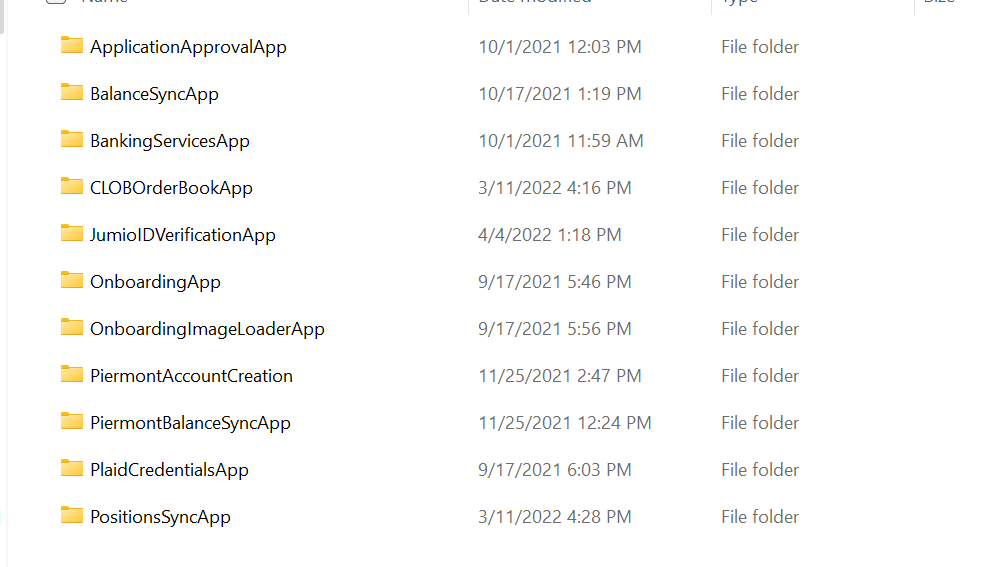 Name Date modified Type Size
ApplicationApprovalApp 10/1/2021 12:03 PM File folder
BalanceSyncApp 10/17/2021 1:19 PM File folder
BankingServicesApp 10/1/2021 11:59 AM File folder
CLOBOrderBookApp 3/11/2022 4:16 PM File folder
JumioIDVerificationApp 4/4/2022 1:18 PM File folder
OnboardingApp 9/17/2021 5:46 PM File folder
OnboardingImageLoaderApp 9/17/2021 5:56 PM File folder
PiermontAccountCreation 11/25/2021 2:47 PM File folder
PiermontBalanceSyncApp 11/25/2021 12:24 PM File folder
PlaidCredentialsApp 9/17/2021 6:03 PM File folder
PositionsSyncApp 3/11/2022 4:28 PM File folder